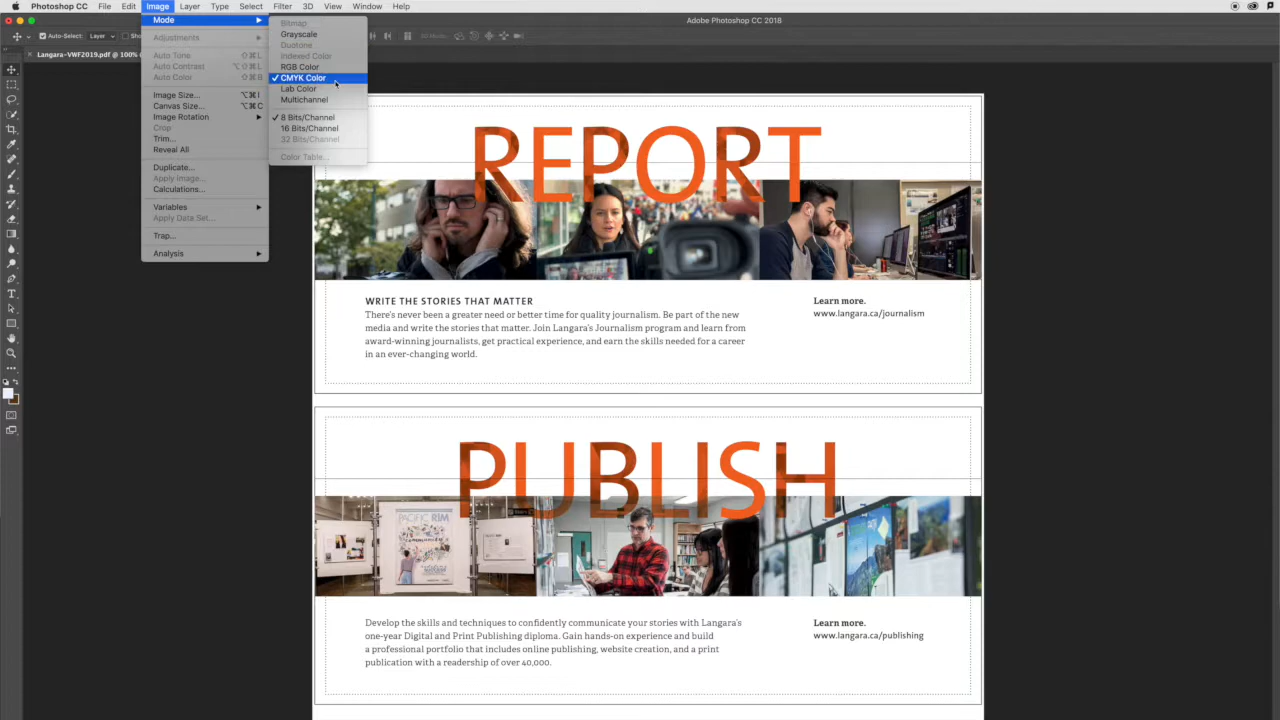 Photoshop CC File Edit Image Layer Type Select Filter 3D View Window Help
Adobe Photoshop CC 2018
Auto-Select: Layer
Langara-VWF2019.pdf @ 100%
Mode
Adjustments
Auto Tone ⇧⌘L
Auto Contrast ⌥⇧⌘L
Auto Color ⇧⌘B
Image Size... ⌥⌘I
Canvas Size... ⌥⌘C
Image Rotation
Crop
Trim...
Reveal All
Duplicate...
Apply Image...
Calculations...
Variables
Apply Data Set...
Trap...
Analysis
Bitmap
Grayscale
Duotone
Indexed Color
RGB Color
✓ CMYK Color
Lab Color
Multichannel
✓ 8 Bits/Channel
16 Bits/Channel
32 Bits/Channel
Color Table...
REPORT
WRITE THE STORIES THAT MATTER
There's never been a greater need or better time for quality journalism. Be part of the new
media and write the stories that matter. Join Langara's Journalism program and learn from
award-winning journalists, get practical experience, and earn the skills needed for a career
in an ever-changing world.
Learn more.
www.langara.ca/journalism
PUBLISH
PACIFIC RIM
Develop the skills and techniques to confidently communicate your stories with Langara's
one-year Digital and Print Publishing diploma. Gain hands-on experience and build
a professional portfolio that includes online publishing, website creation, and a print
publication with a readership of over 40,000.
Learn more.
www.langara.ca/publishing